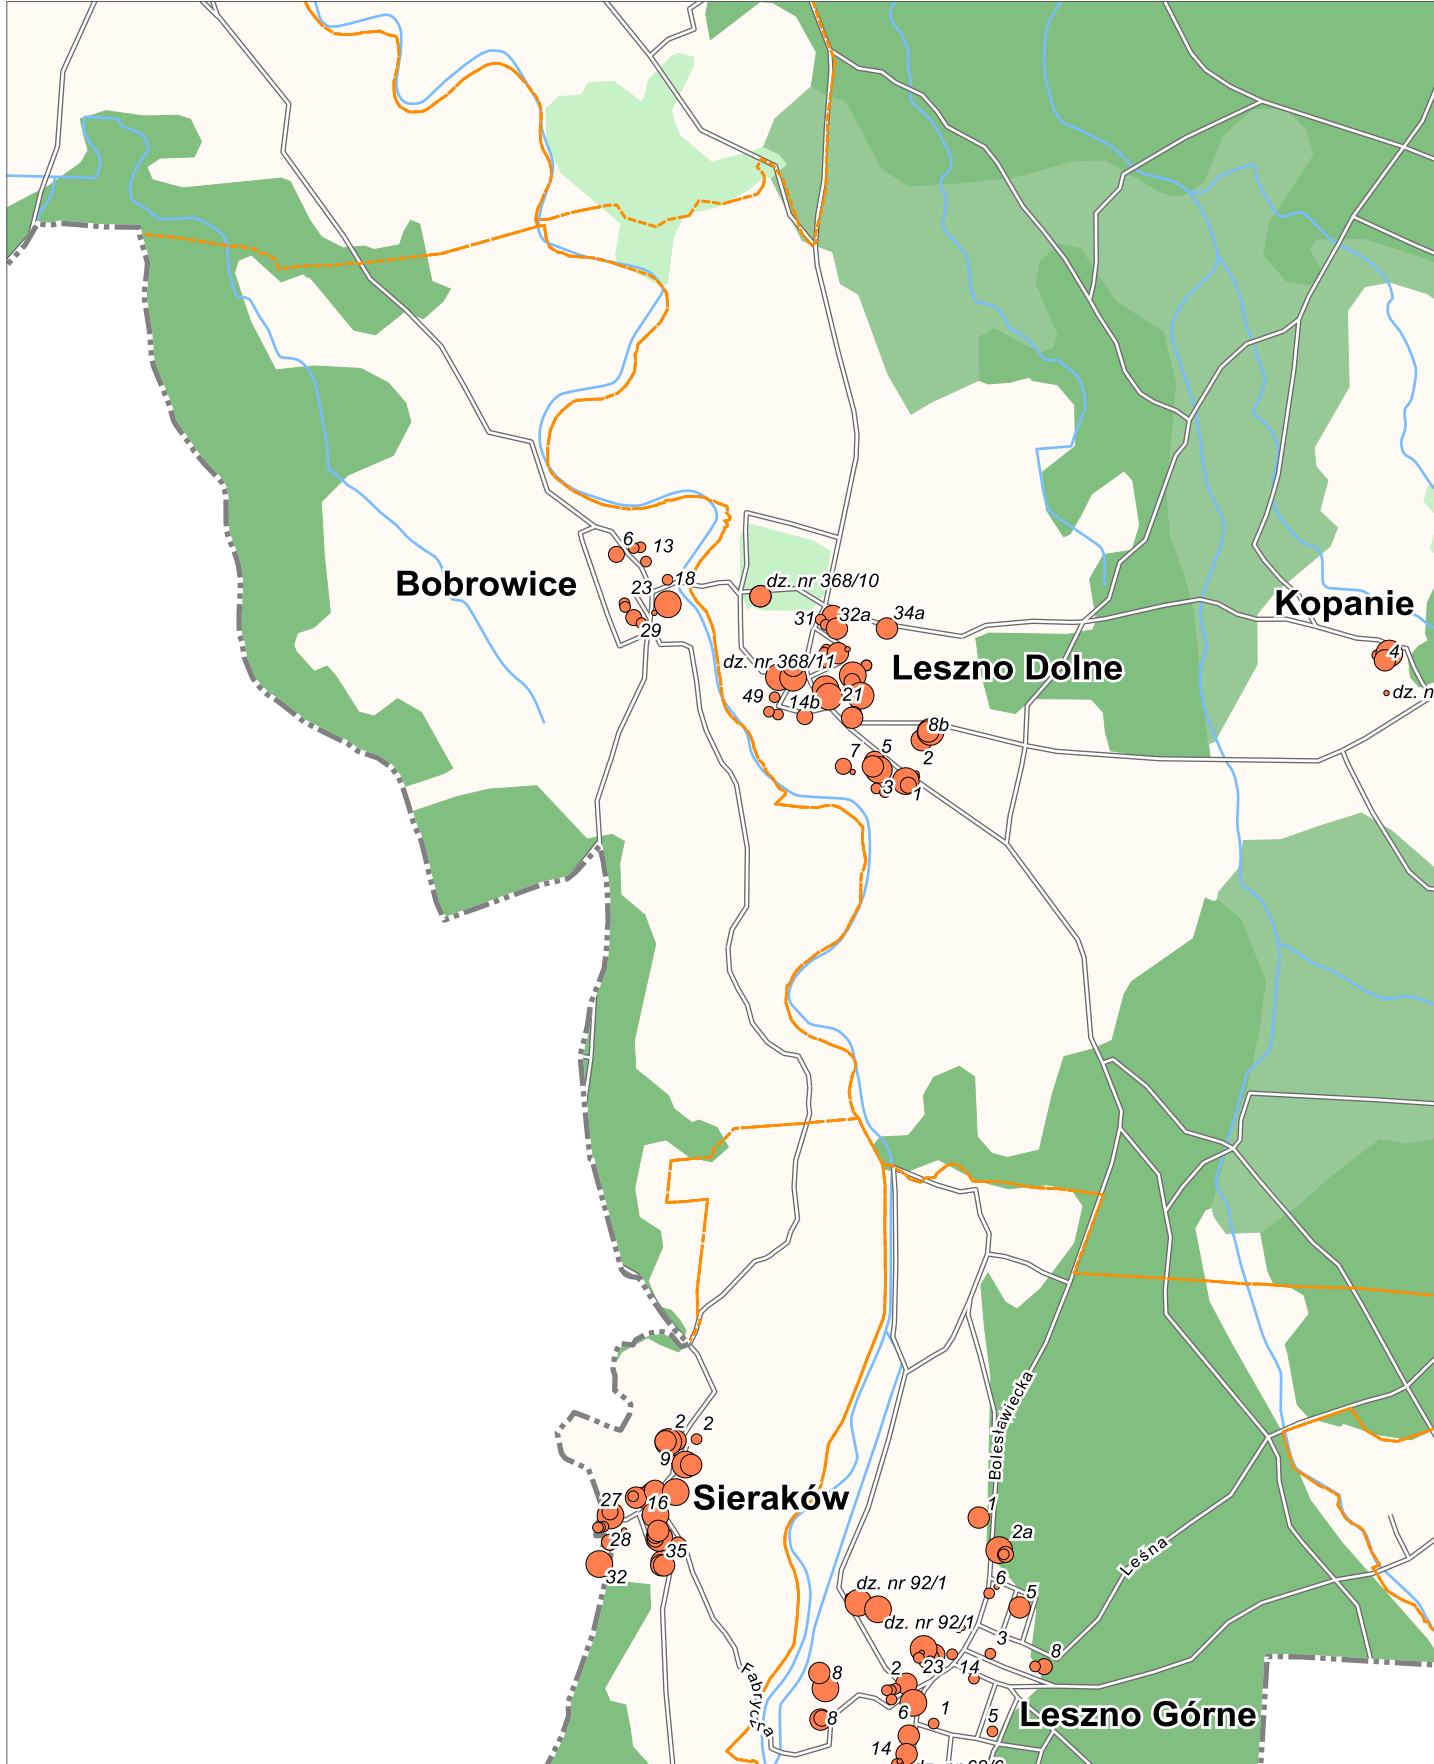 6
13
Bobrowice
23
18
dz. nr 368/10
29
31
32a
34a
Kopanie
4
dz. nr 368/11
Leszno Dolne
49
14b
21
8b
2
7
5
3
1
2
2
9
Sieraków
27
16
28
35
32
Bolesławiecka
1
2a
Leśna
dz. nr 92/1
6
5
dz. nr 92/1
3
8
23
14
2
8
6
1
5
Leszno Górne
8
Fabryczna
14